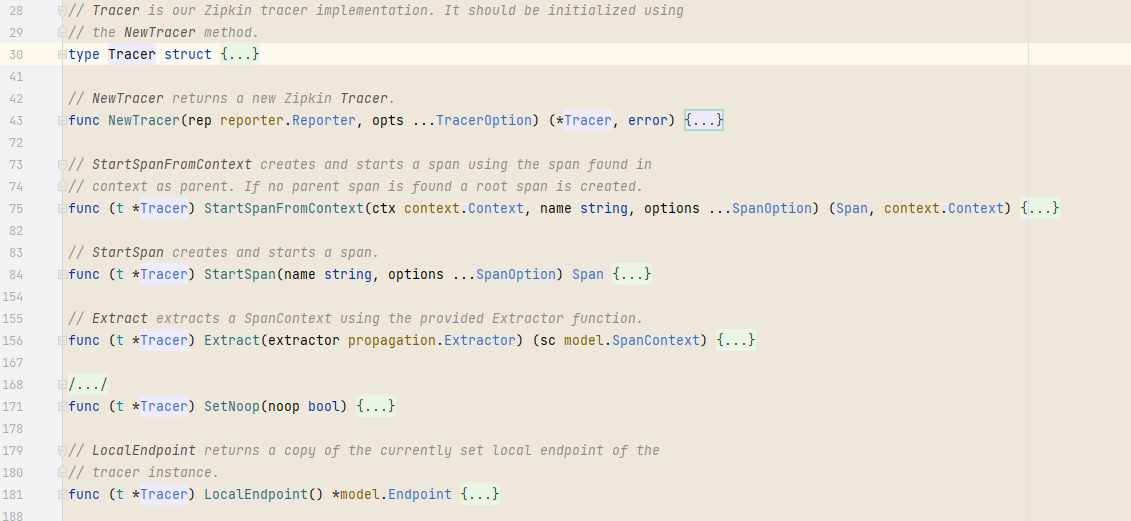 28 // Tracer is our Zipkin tracer implementation. It should be initialized using
29 // the NewTracer method.
30 type Tracer struct {...}
41
42 // NewTracer returns a new Zipkin Tracer.
43 func NewTracer(rep reporter.Reporter, opts ...TracerOption) (*Tracer, error) {...}
72
73 // StartSpanFromContext creates and starts a span using the span found in
74 // context as parent. If no parent span is found a root span is created.
75 func (t *Tracer) StartSpanFromContext(ctx context.Context, name string, options ...SpanOption) (Span, context.Context) {...}
82
83 // StartSpan creates and starts a span.
84 func (t *Tracer) StartSpan(name string, options ...SpanOption) Span {...}
154
155 // Extract extracts a SpanContext using the provided Extractor function.
156 func (t *Tracer) Extract(extractor propagation.Extractor) (sc model.SpanContext) {...}
167
168 /.../
171 func (t *Tracer) SetNoop(noop bool) {...}
178
179 // LocalEndpoint returns a copy of the currently set local endpoint of the
180 // tracer instance.
181 func (t *Tracer) LocalEndpoint() *model.Endpoint {...}
188